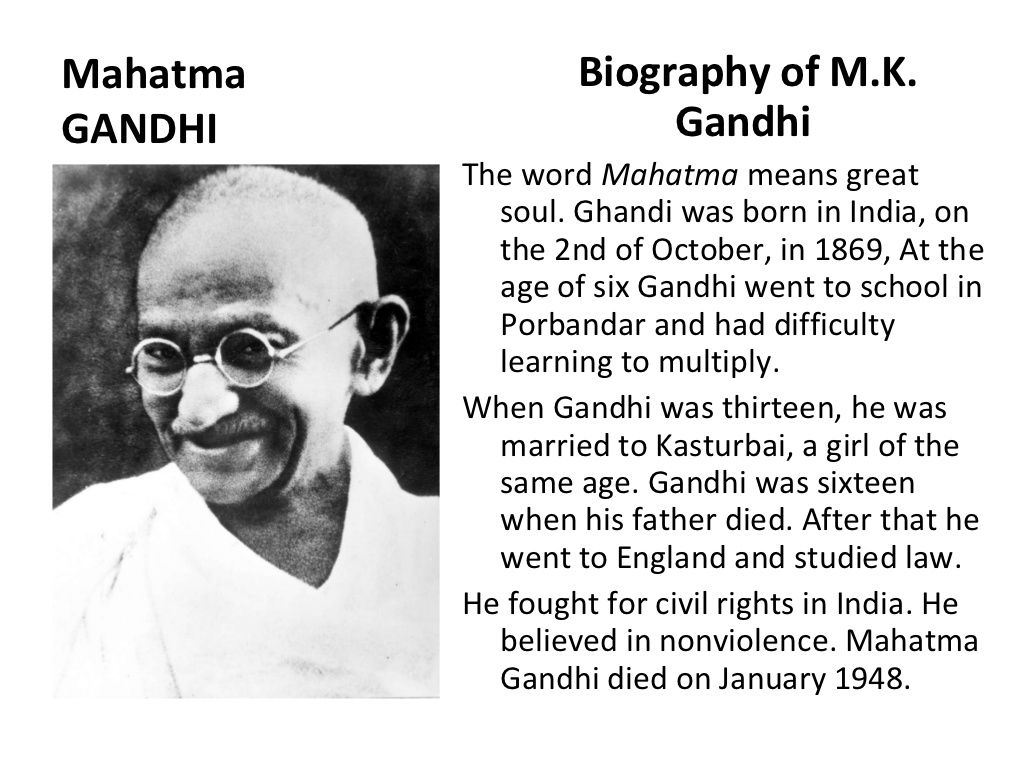 Mahatma
GANDHI
Biography of M.K.
Gandhi
The word Mahatma means great
soul. Ghandi was born in India, on
the 2nd of October, in 1869, At the
age of six Gandhi went to school in
Porbandar and had difficulty
learning to multiply.
When Gandhi was thirteen, he was
married to Kasturbai, a girl of the
same age. Gandhi was sixteen
when his father died. After that he
went to England and studied law.
He fought for civil rights in India. He
believed in nonviolence. Mahatma
Gandhi died on January 1948.